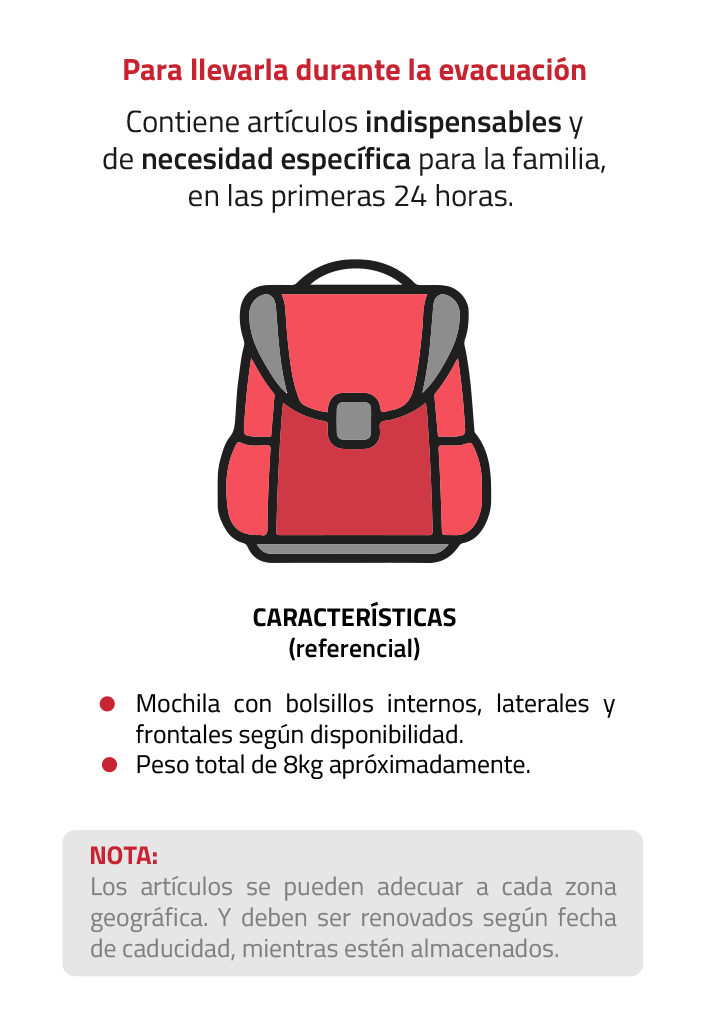 Para llevarla durante la evacuación
Contiene artículos indispensables y
de necesidad específica para la familia,
en las primeras 24 horas.
CARACTERÍSTICAS
(referencial)
● Mochila con bolsillos internos, laterales y
frontales según disponibilidad.
● Peso total de 8kg apróximadamente.
NOTA:
Los artículos se pueden adecuar a cada zona
geográfica. Y deben ser renovados según fecha
de caducidad, mientras estén almacenados.